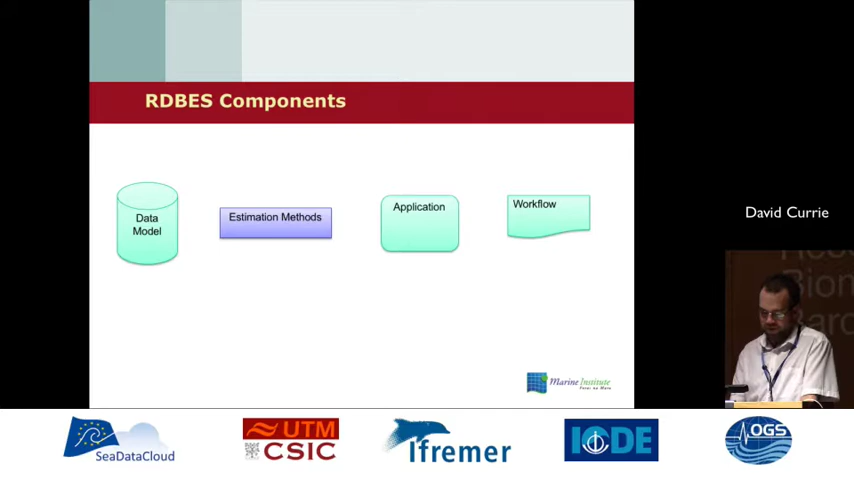 RDBES Components
Data
Model
Estimation Methods
Application
Workflow
David Currie
Marine Institute
SeaDataCloud
UTM
CSIC
Ifremer
IODE
OGS